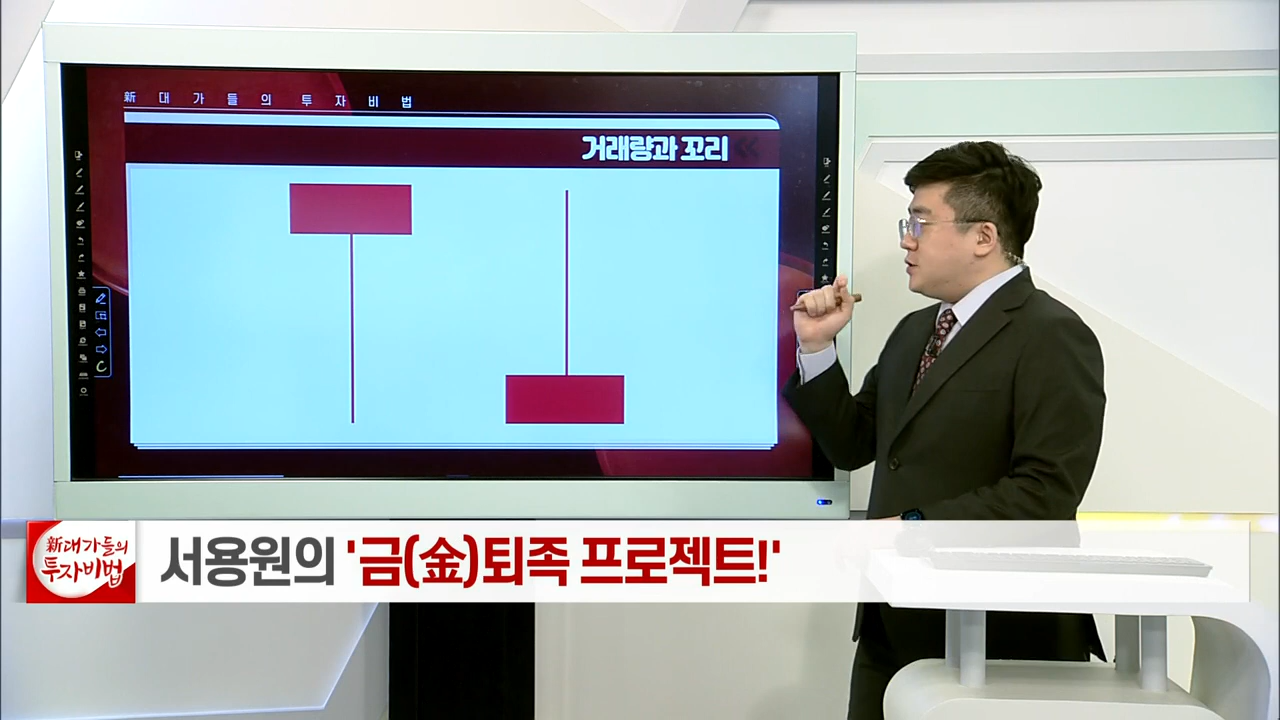 新 대 가 들 의 투 자 비 법
거래량과 꼬리
新대가들의
투자비법
서용원의 '금(金)퇴족 프로젝트!'